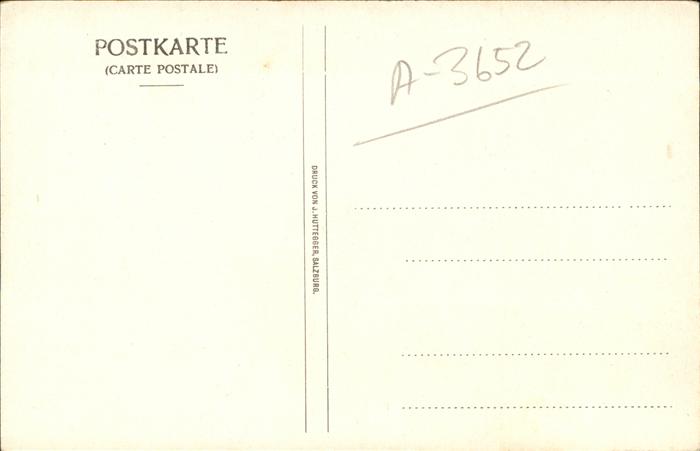 POSTKARTE
(CARTE POSTALE)
A-3652
DRUCK VON J. HUTTEGGER, SALZBURG.